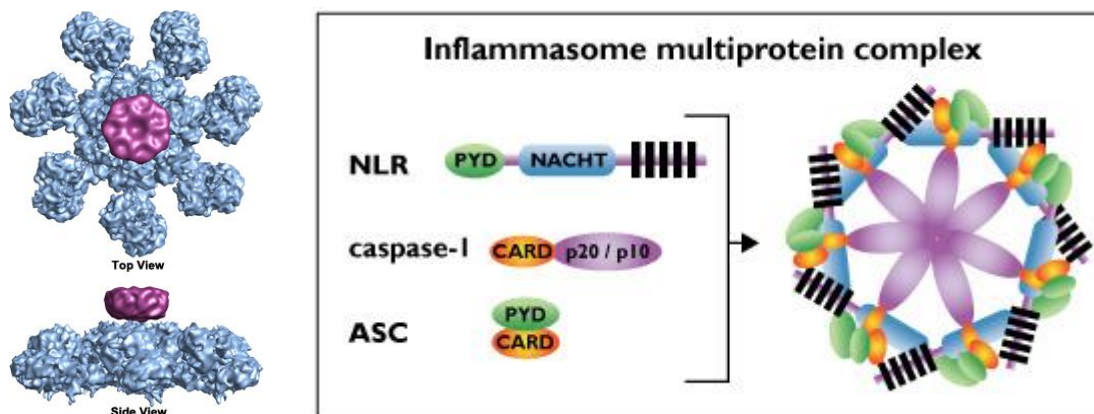 Top View
Side View
Inflammasome multiprotein complex
NLR PYD NACHT
caspase-1 CARD p20 / p10
ASC PYD
CARD